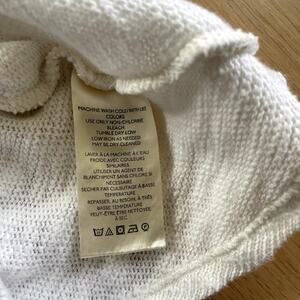 MACHINE WASH COLD WITH LIKE
COLORS
USE ONLY NON-CHLORINE
BLEACH
TUMBLE DRY LOW
LOW IRON AS NEEDED
MAY BE DRY CLEANED
LAVER À LA MACHINE À L'EAU
FROIDE AVEC COULEURS
SIMILAIRES
UTILISER UN AGENT DE
BLANCHIMENT SANS CHLORE SI
NÉCESSAIRE
SÉCHER PAR CULBUTAGE À BASSE
TEMPÉRATURE
REPASSER, AU BESOIN, À TRÈS
BASSE TEMPÉRATURE
PEUT-ÊTRE ÊTRE NETTOYÉE
À SEC